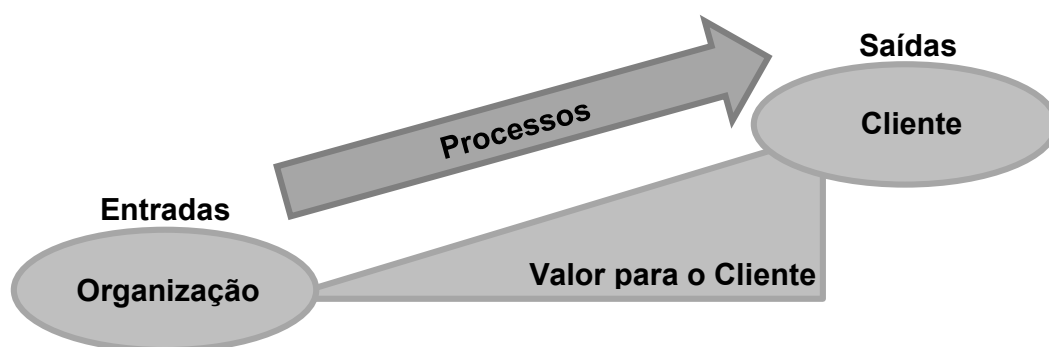 Saídas
Cliente
Processos
Entradas
Organização
Valor para o Cliente